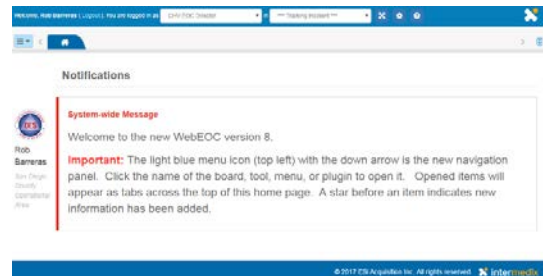 Welcome, Rob Barreras ( Logout ). You are logged in as
*** Training Incident ***
Notifications
System-wide Message
Welcome to the new WebEOC version 8.
Rob
Barreras
San Diego
County
Operational
Area
Important: The light blue menu icon (top left) with the down arrow is the new navigation
panel. Click the name of the board, tool, menu, or plugin to open it. Opened items will
appear as tabs across the top of this home page. A star before an item indicates new
information has been added.
© 2017 ESi Acquisition Inc. All rights reserved.
intermedix